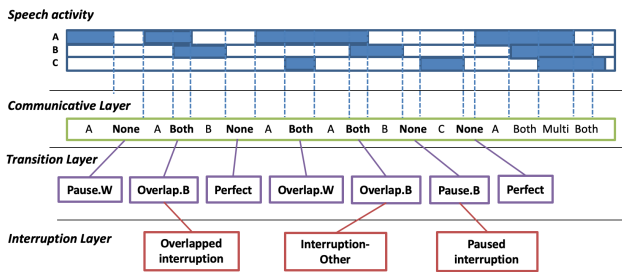 Speech activity
A
B
C
Communicative Layer
A None A Both B None A Both A Both B None C None A Both Multi Both
Transition Layer
Pause.W Overlap.B Perfect Overlap.W Overlap.B Pause.B Perfect
Interruption Layer
Overlapped interruption
Interruption-Other
Paused interruption